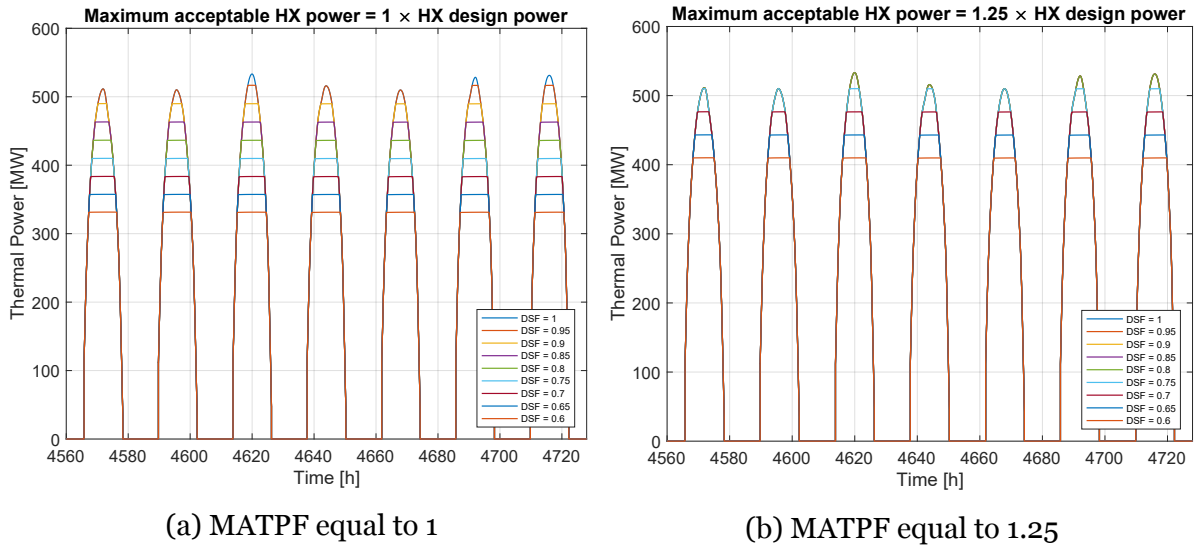 Maximum acceptable HX power = 1 × HX design power
600
500
400
300
200
100
0
Thermal Power [MW]
DSF = 1
DSF = 0.95
DSF = 0.9
DSF = 0.85
DSF = 0.8
DSF = 0.75
DSF = 0.7
DSF = 0.65
DSF = 0.6
4560 4580 4600 4620 4640 4660 4680 4700 4720
Time [h]
(a) MATPF equal to 1
Maximum acceptable HX power = 1.25 × HX design power
600
500
400
300
200
100
0
Thermal Power [MW]
DSF = 1
DSF = 0.95
DSF = 0.9
DSF = 0.85
DSF = 0.8
DSF = 0.75
DSF = 0.7
DSF = 0.65
DSF = 0.6
4560 4580 4600 4620 4640 4660 4680 4700 4720
Time [h]
(b) MATPF equal to 1.25